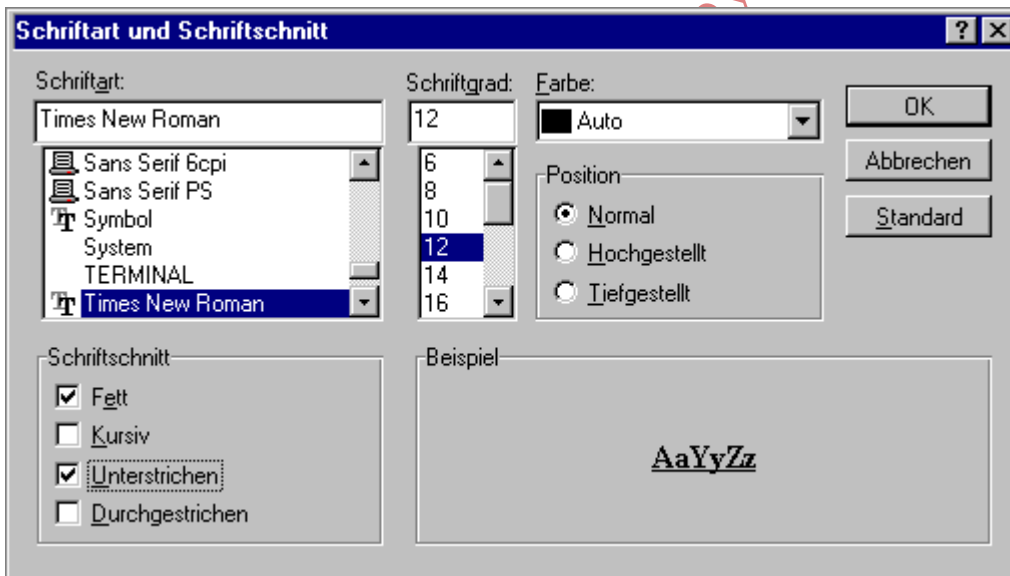 Schriftart und Schriftschnitt
Schriftart:
Times New Roman
Sans Serif 6cpi
Sans Serif PS
Symbol
System
TERMINAL
Times New Roman
Schriftgrad:
12
6
8
10
12
14
16
Farbe:
Auto
Position
Normal
Hochgestellt
Tiefgestellt
OK
Abbrechen
Standard
Schriftschnitt
Fett
Kursiv
Unterstrichen
Durchgestrichen
Beispiel
AaYyZz